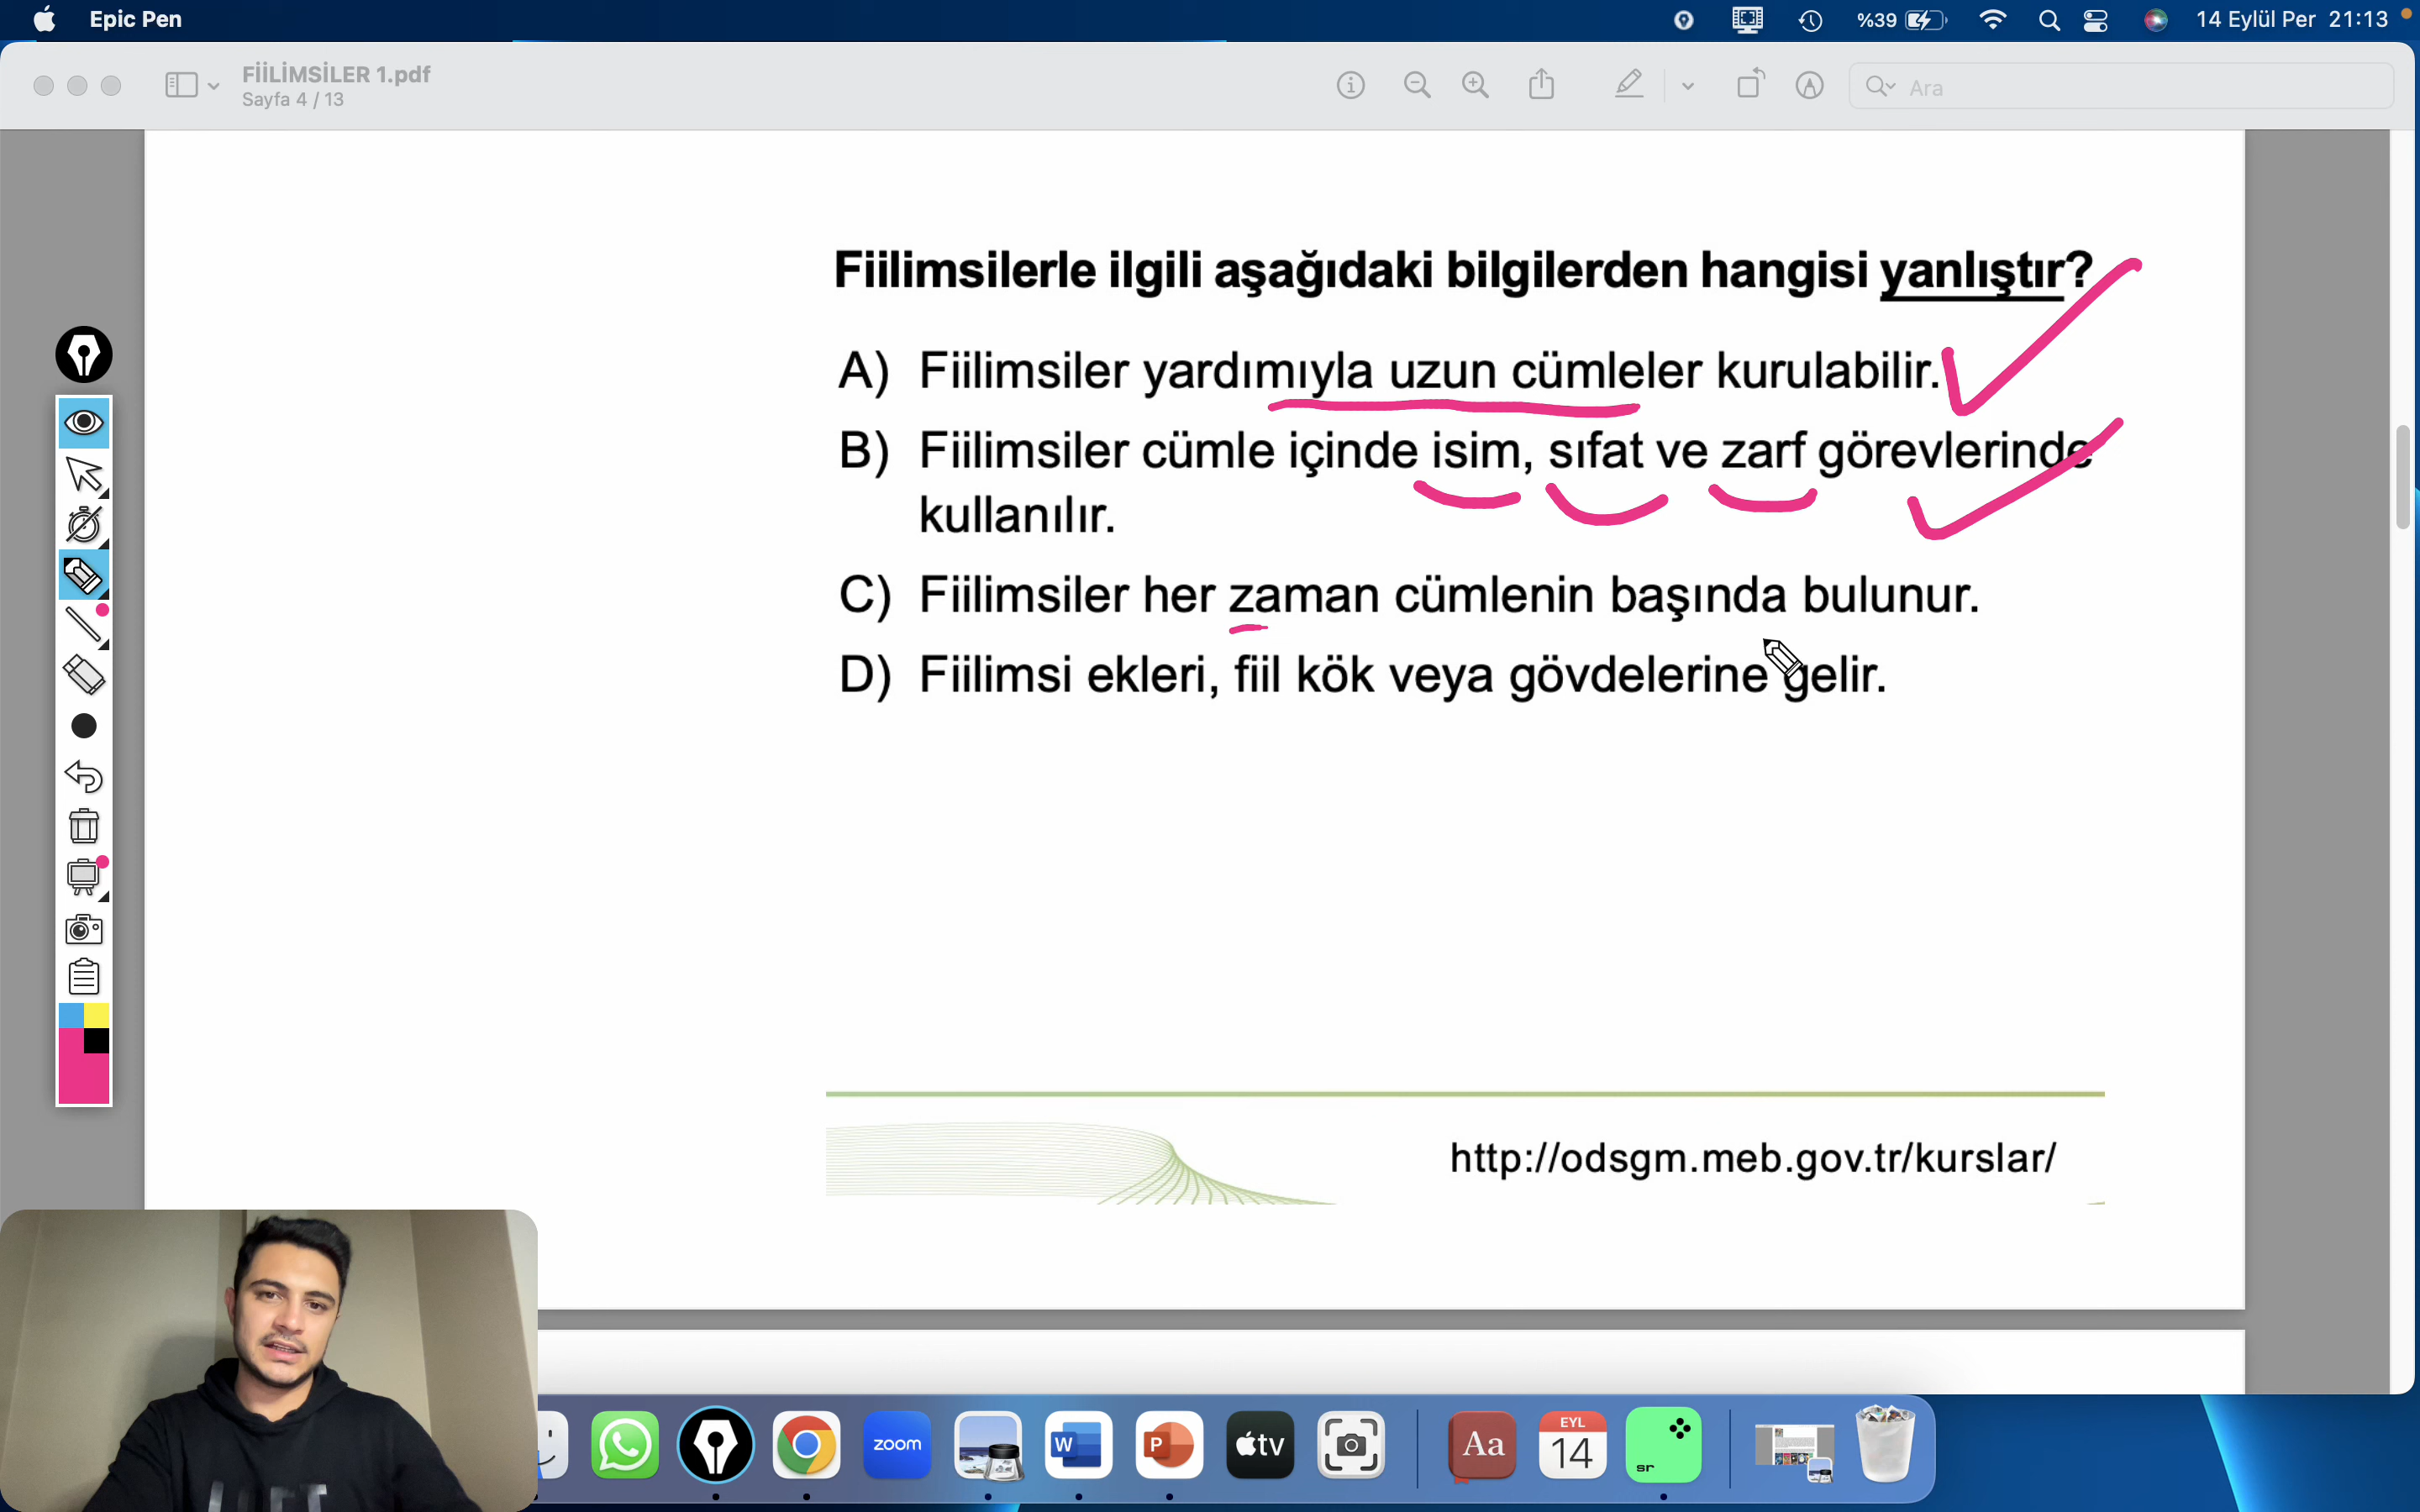 Epic Pen
%39
14 Eylül Per 21:13
FİİLİMSİLER 1.pdf
Sayfa 4 / 13
Ara
Fiilimsilerle ilgili aşağıdaki bilgilerden hangisi yanlıştır?
A) Fiilimsiler yardımıyla uzun cümleler kurulabilir.
B) Fiilimsiler cümle içinde isim, sıfat ve zarf görevlerinde
kullanılır.
C) Fiilimsiler her zaman cümlenin başında bulunur.
D) Fiilimsi ekleri, fiil kök veya gövdelerine gelir.
http://odsgm.meb.gov.tr/kurslar/
zoom
W
P
tv
Aa
EYL
14
sr